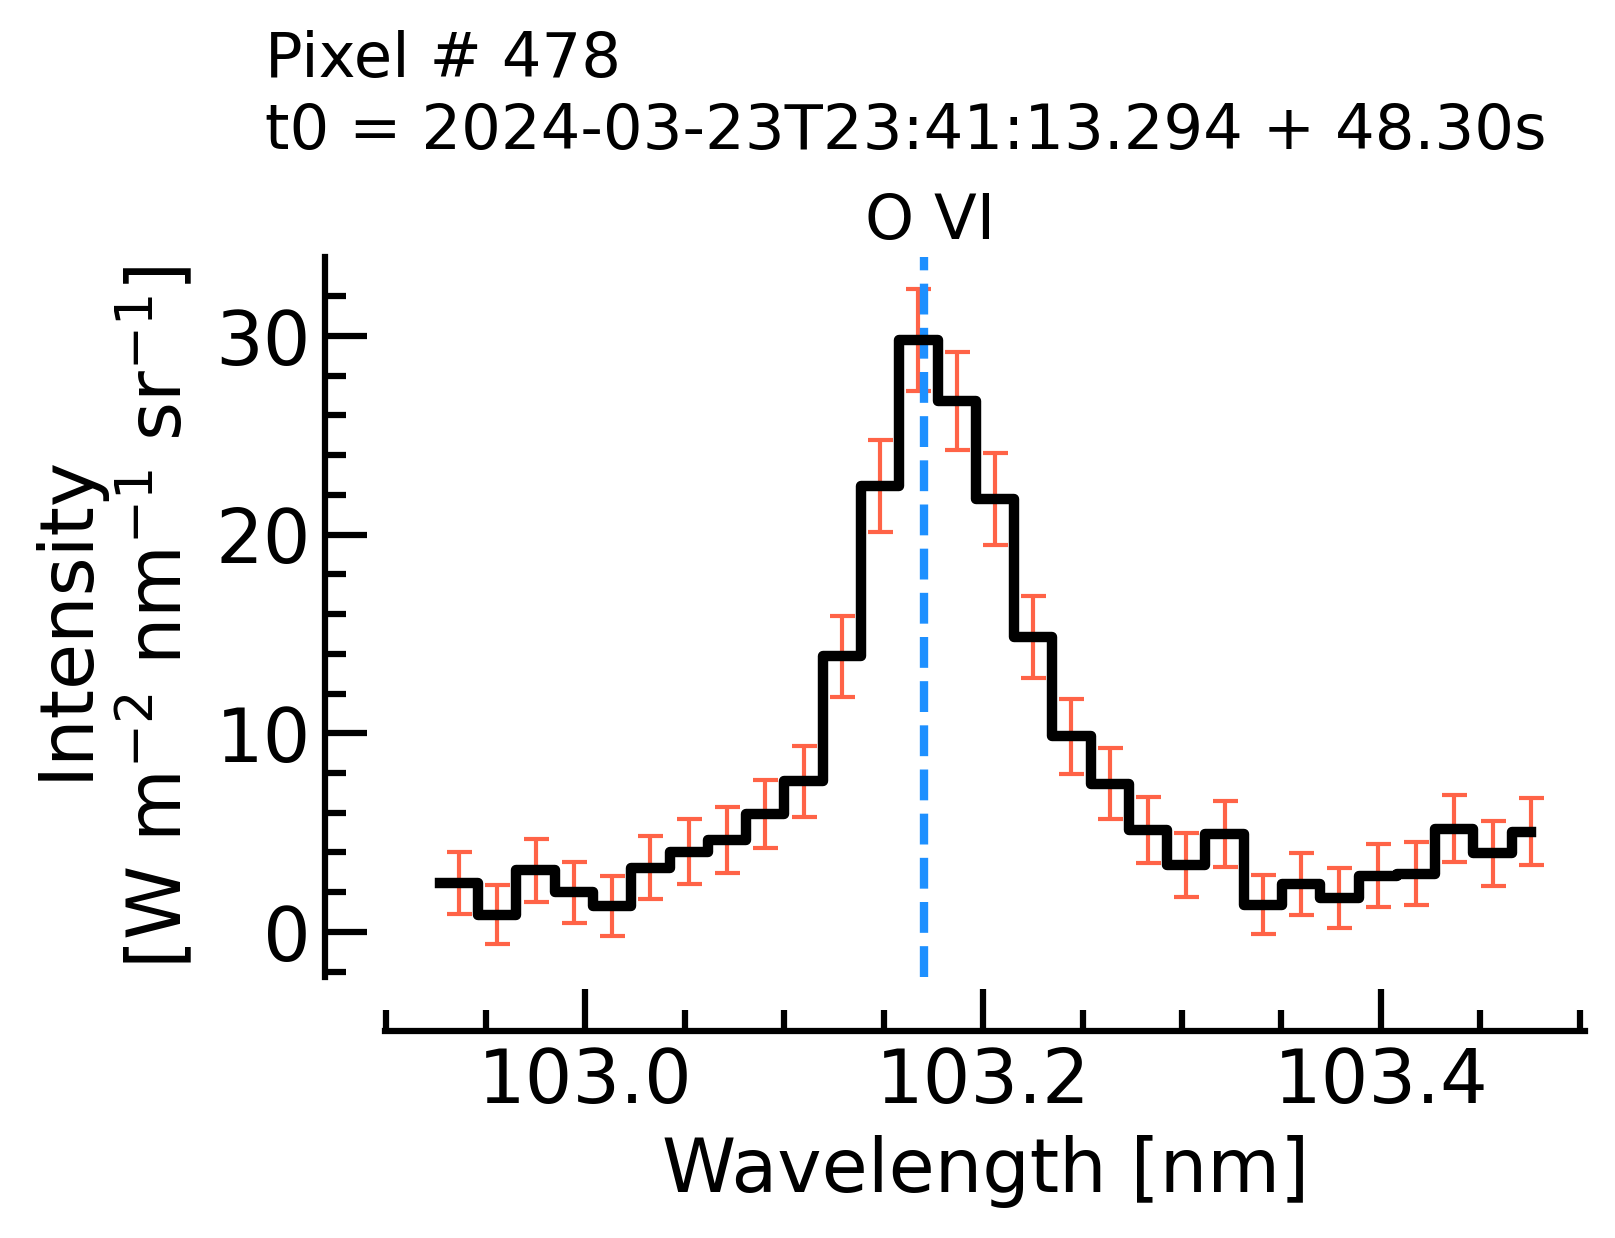 Pixel # 478
t0 = 2024-03-23T23:41:13.294 + 48.30s
O VI
Intensity
[W m⁻² nm⁻¹ sr⁻¹]
30
20
10
0
103.0 103.2 103.4
Wavelength [nm]